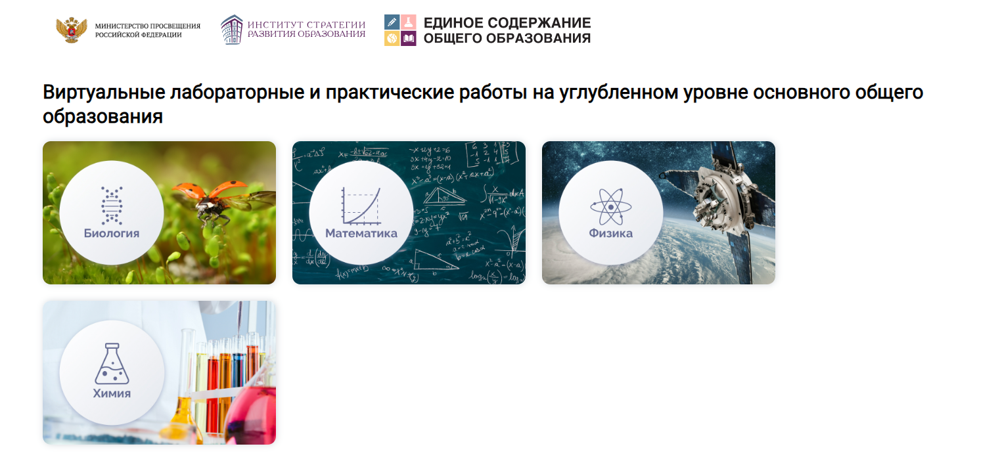 МИНИСТЕРСТВО ПРОСВЕЩЕНИЯ
РОССИЙСКОЙ ФЕДЕРАЦИИ
ИНСТИТУТ СТРАТЕГИИ
РАЗВИТИЯ ОБРАЗОВАНИЯ
ЕДИНОЕ СОДЕРЖАНИЕ
ОБЩЕГО ОБРАЗОВАНИЯ
Виртуальные лабораторные и практические работы на углубленном уровне основного общего
образования
Биология
Математика
Физика
Химия